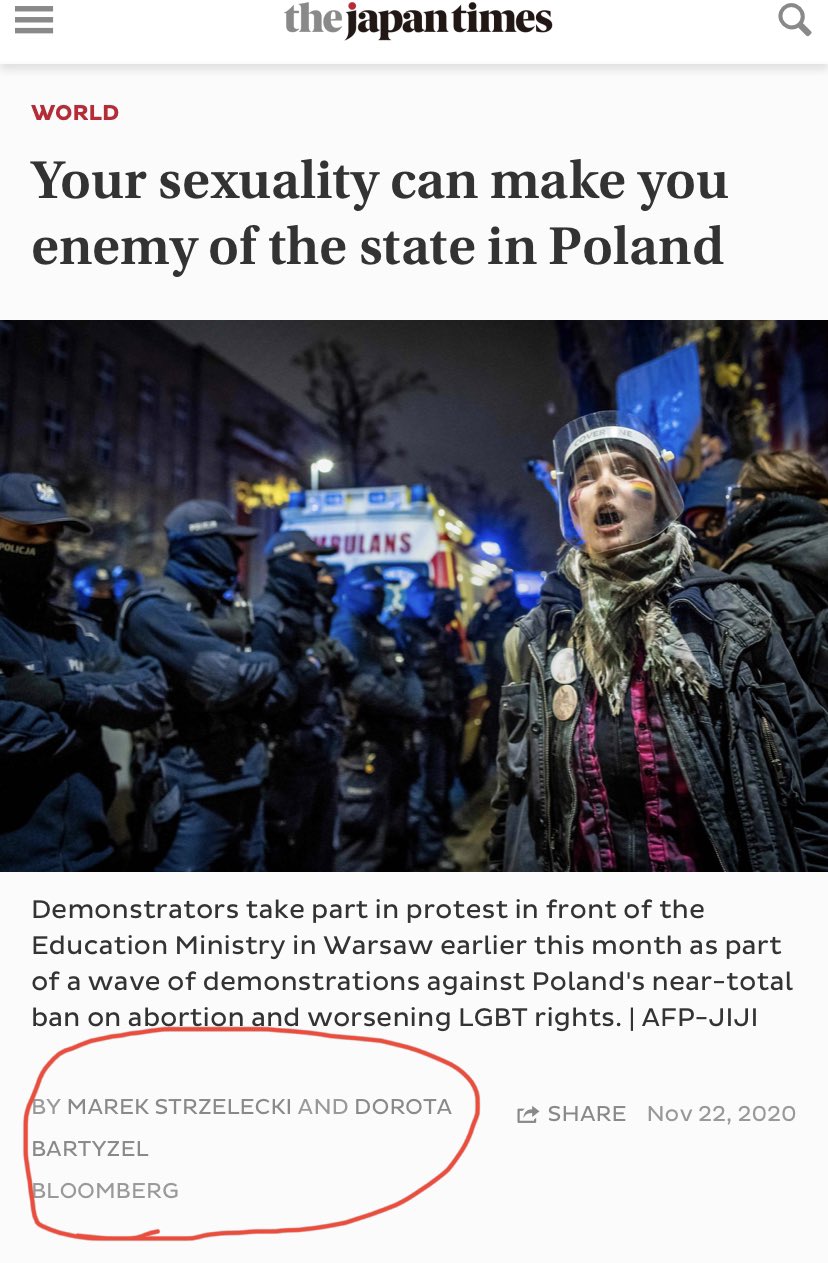 the japan times
WORLD
Your sexuality can make you
enemy of the state in Poland
POLICJA
AMBULANS
Demonstrators take part in protest in front of the
Education Ministry in Warsaw earlier this month as part
of a wave of demonstrations against Poland's near-total
ban on abortion and worsening LGBT rights. | AFP-JIJI
BY MAREK STRZELECKI AND DOROTA
BARTYZEL
BLOOMBERG
SHARE Nov 22, 2020